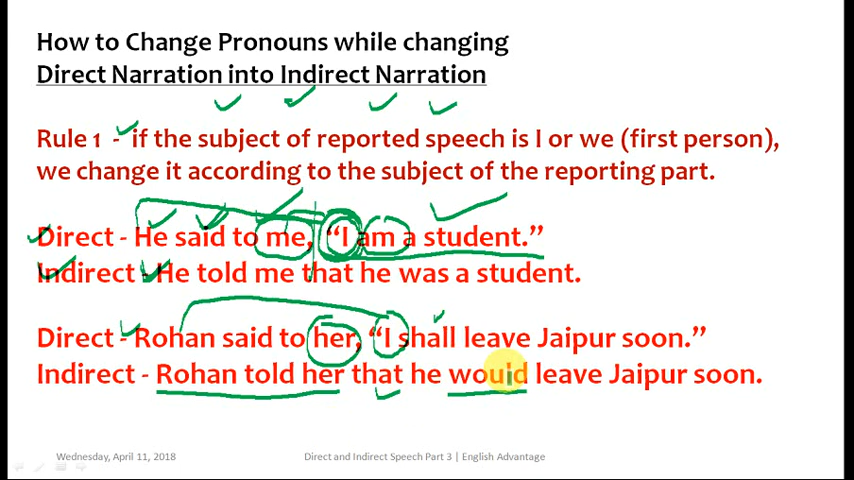 How to Change Pronouns while changing
Direct Narration into Indirect Narration
Rule 1 - if the subject of reported speech is I or we (first person),
we change it according to the subject of the reporting part.
Direct - He said to me, “I am a student.”
Indirect - He told me that he was a student.
Direct - Rohan said to her, “I shall leave Jaipur soon.”
Indirect - Rohan told her that he would leave Jaipur soon.
Wednesday, April 11, 2018 Direct and Indirect Speech Part 3 | English Advantage